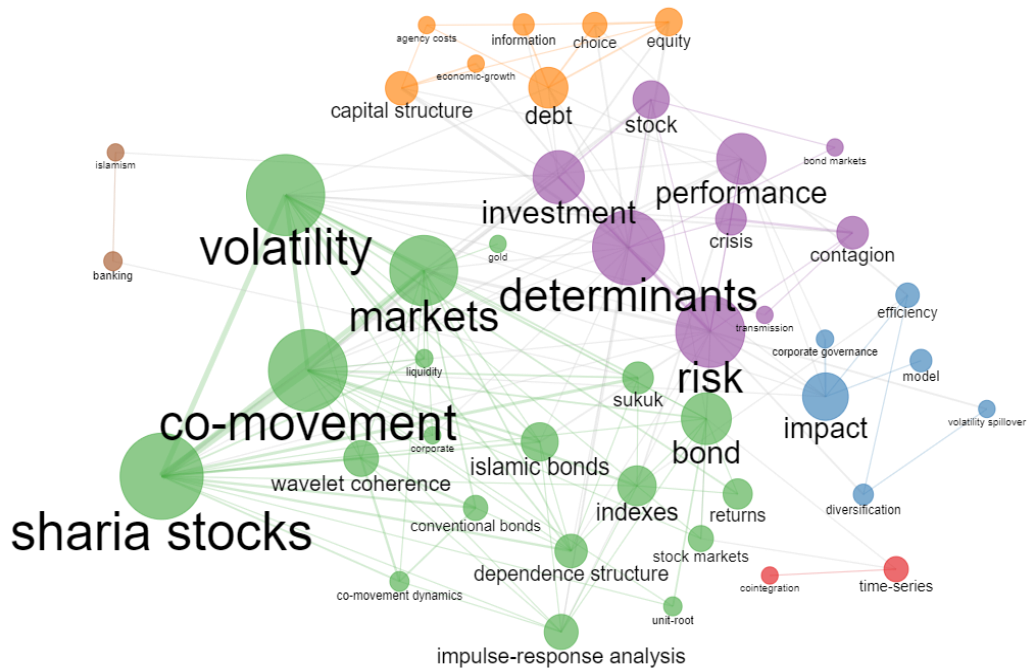 agency costs
information
choice
equity
economic-growth
capital structure
debt
stock
islamism
bond markets
performance
investment
volatility
crisis
gold
contagion
banking
determinants
markets
transmission
efficiency
corporate governance
liquidity
risk
model
sukuk
co-movement
impact
volatility spillover
corporate
bond
islamic bonds
wavelet coherence
indexes
returns
diversification
sharia stocks
conventional bonds
stock markets
dependence structure
cointegration
time-series
co-movement dynamics
unit-root
impulse-response analysis